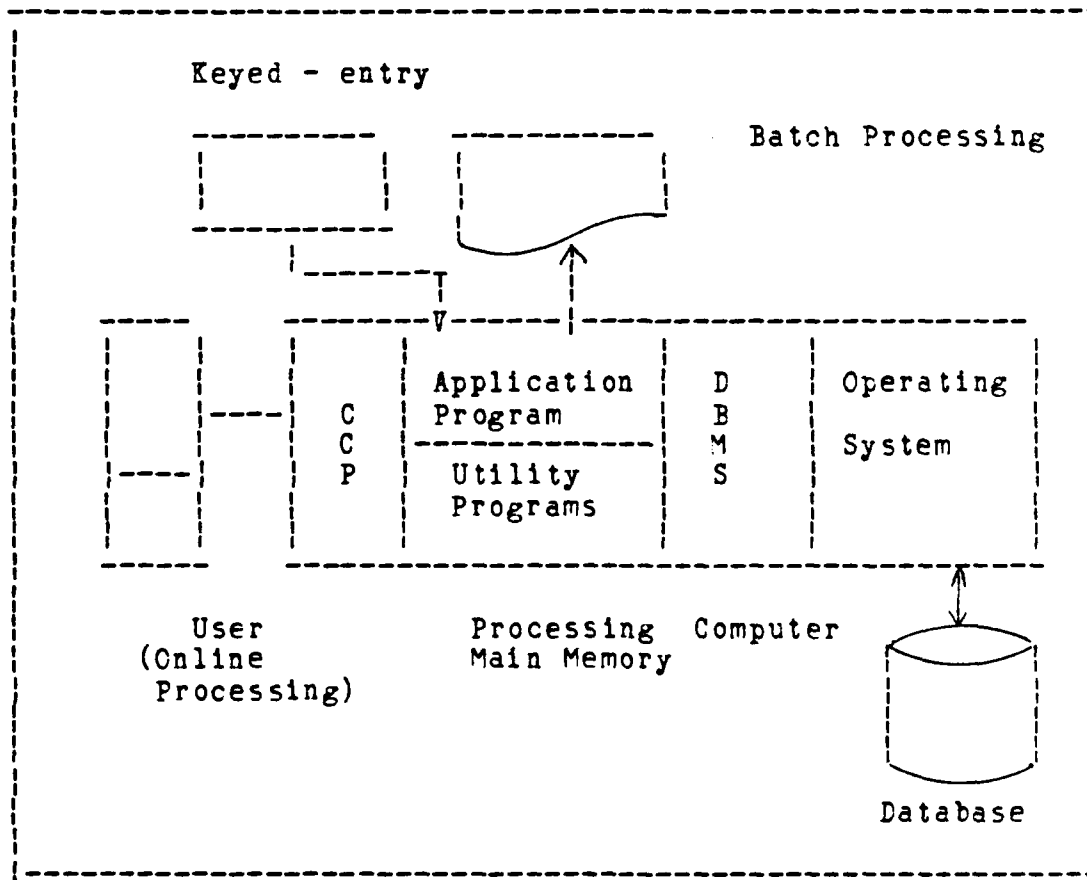 Keyed - entry
Batch Processing
Application
Program
C
C
P
Utility
Programs
D
B
M
S
Operating
System
User
(Online
Processing)
Processing Computer
Main Memory
Database